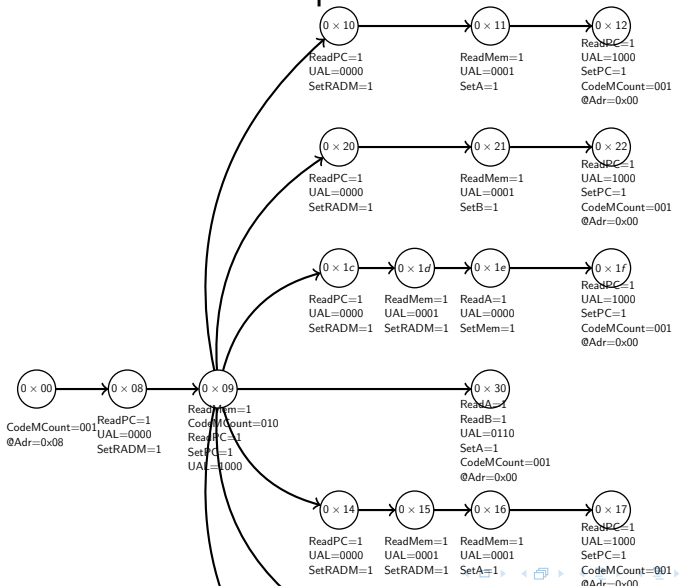 0 × 10
ReadPC=1
UAL=0000
SetRADM=1
0 × 11
ReadMem=1
UAL=0001
SetA=1
0 × 12
ReadPC=1
UAL=1000
SetPC=1
CodeMCount=001
@Adr=0x00
0 × 20
ReadPC=1
UAL=0000
SetRADM=1
0 × 21
ReadMem=1
UAL=0001
SetB=1
0 × 22
ReadPC=1
UAL=1000
SetPC=1
CodeMCount=001
@Adr=0x00
0 × 1c
ReadPC=1
UAL=0000
SetRADM=1
0 × 1d
ReadMem=1
UAL=0001
SetRADM=1
0 × 1e
ReadA=1
UAL=0000
SetMem=1
0 × 1f
ReadPC=1
UAL=1000
SetPC=1
CodeMCount=001
@Adr=0x00
0 × 00
CodeMCount=001
@Adr=0x08
0 × 08
ReadPC=1
UAL=0000
SetRADM=1
0 × 09
ReadMem=1
CodeMCount=010
ReadPC=1
SetPC=1
UAL=1000
0 × 30
ReadA=1
ReadB=1
UAL=0110
SetA=1
CodeMCount=001
@Adr=0x00
0 × 14
ReadPC=1
UAL=0000
SetRADM=1
0 × 15
ReadMem=1
UAL=0001
SetRADM=1
0 × 16
ReadMem=1
UAL=0001
SetA=1
0 × 17
ReadPC=1
UAL=1000
SetPC=1
CodeMCount=001
@Adr=0x00